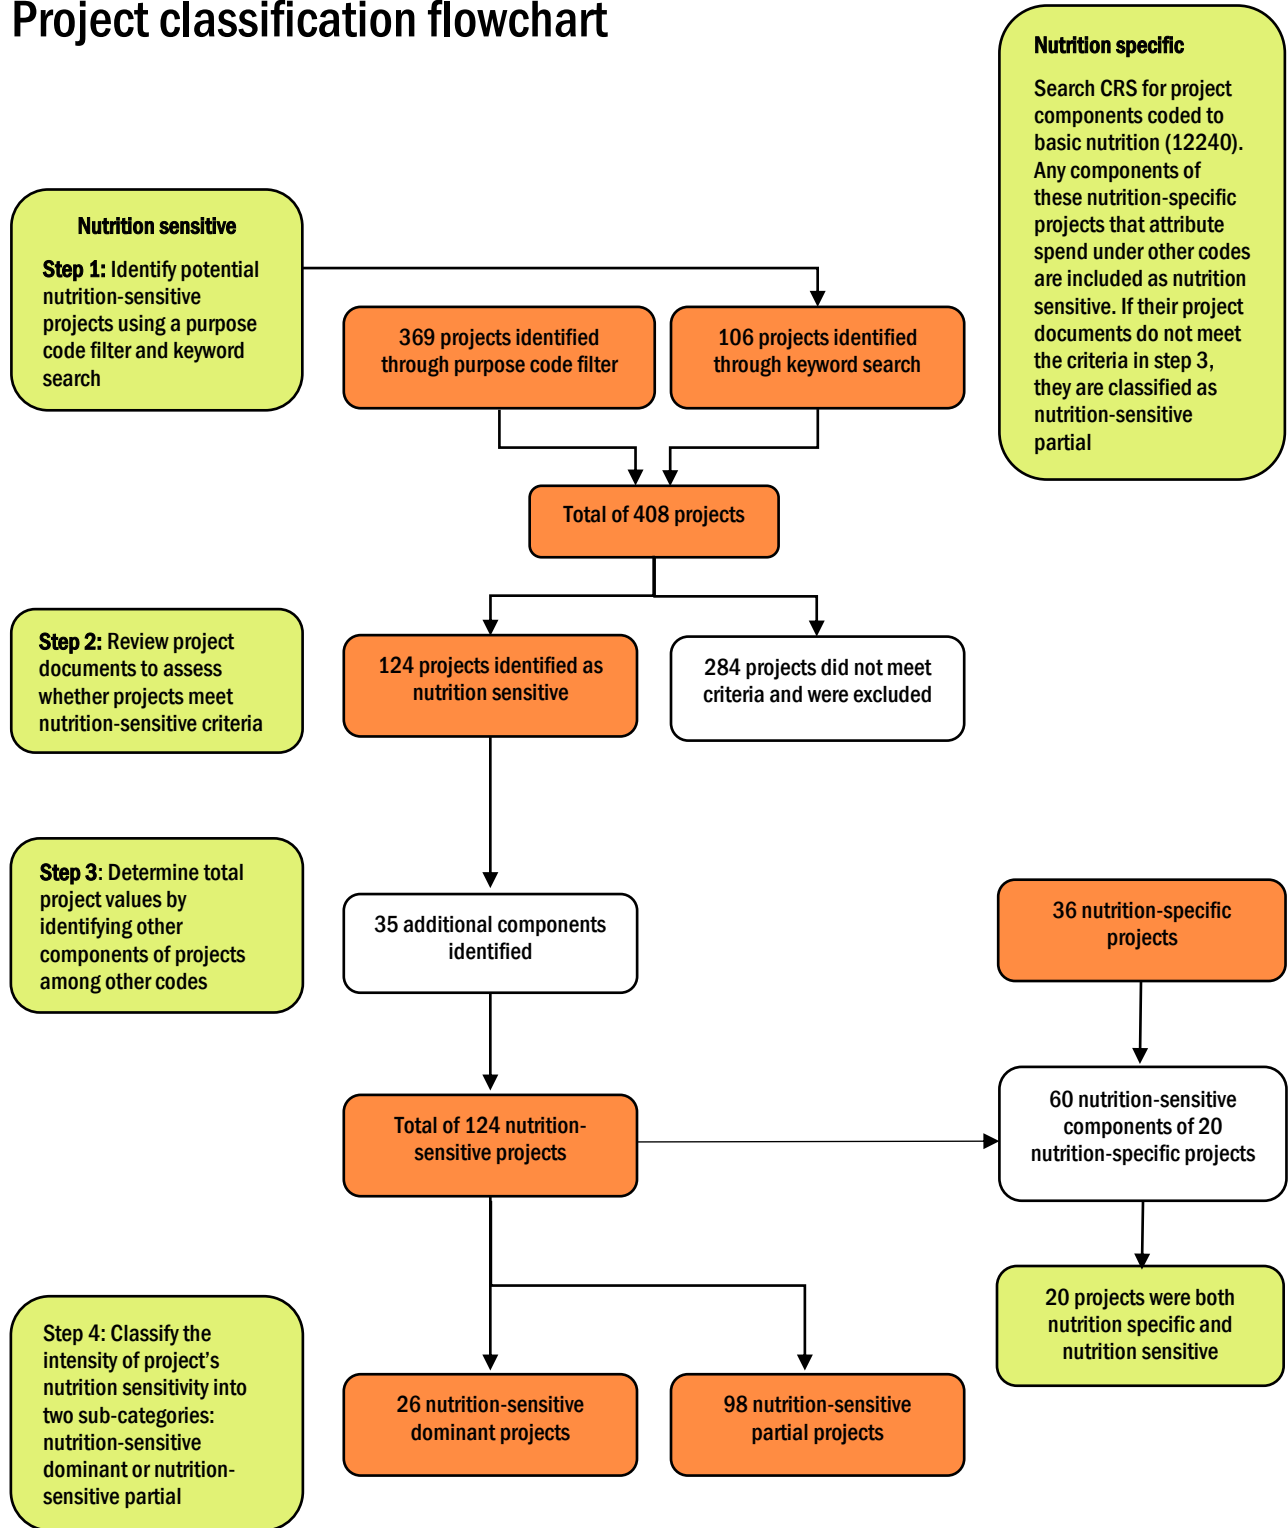 Project classification flowchart
Nutrition specific
Search CRS for project
components coded to
basic nutrition (12240).
Any components of
these nutrition-specific
projects that attribute
spend under other codes
are included as nutrition
sensitive. If their project
documents do not meet
the criteria in step 3,
they are classified as
nutrition-sensitive
partial
Nutrition sensitive
Step 1: Identify potential
nutrition-sensitive
projects using a purpose
code filter and keyword
search
369 projects identified
through purpose code filter
106 projects identified
through keyword search
Total of 408 projects
Step 2: Review project
documents to assess
whether projects meet
nutrition-sensitive criteria
124 projects identified as
nutrition sensitive
284 projects did not meet
criteria and were excluded
Step 3: Determine total
project values by
identifying other
components of projects
among other codes
35 additional components
identified
36 nutrition-specific
projects
Total of 124 nutrition-
sensitive projects
60 nutrition-sensitive
components of 20
nutrition-specific projects
20 projects were both
nutrition specific and
nutrition sensitive
Step 4: Classify the
intensity of project's
nutrition sensitivity into
two sub-categories:
nutrition-sensitive
dominant or nutrition-
sensitive partial
26 nutrition-sensitive
dominant projects
98 nutrition-sensitive
partial projects